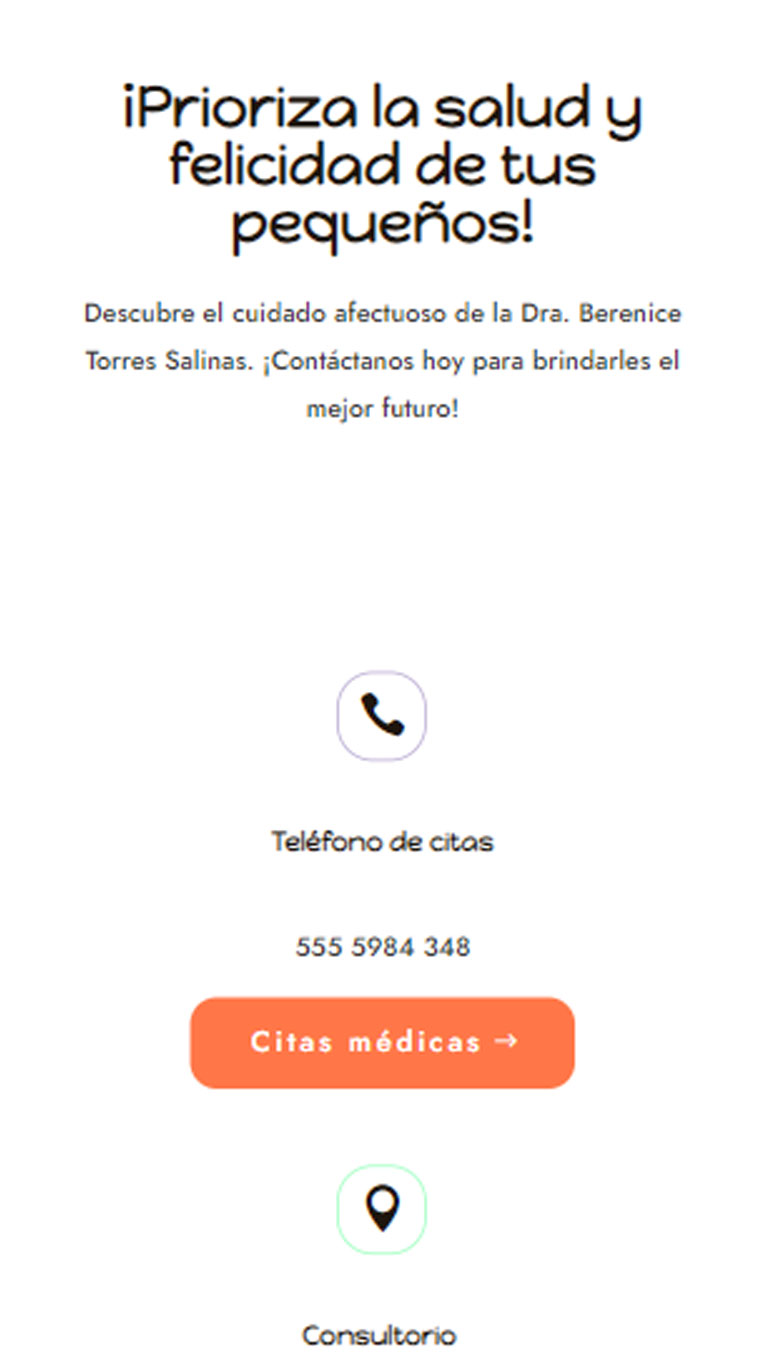 ¡Prioriza la salud y
felicidad de tus
pequeños!
Descubre el cuidado afectuoso de la Dra. Berenice
Torres Salinas. ¡Contáctanos hoy para brindarles el
mejor futuro!
Teléfono de citas
555 5984 348
Citas médicas →
Consultorio